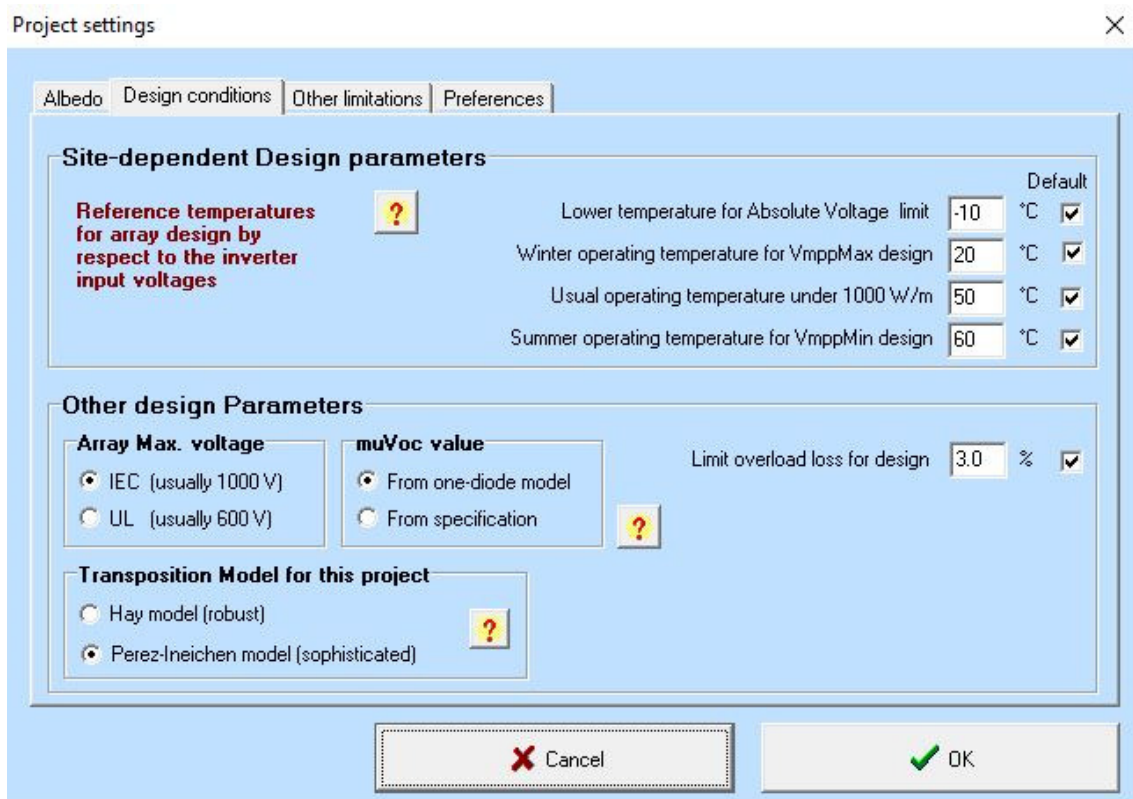 Project settings
Albedo Design conditions Other limitations Preferences
Site-dependent Design parameters
Default
Reference temperatures
for array design by
respect to the inverter
input voltages
?
Lower temperature for Absolute Voltage limit -10 °C
Winter operating temperature for VmppMax design 20 °C
Usual operating temperature under 1000 W/m 50 °C
Summer operating temperature for VmppMin design 60 °C
Other design Parameters
Array Max. voltage
IEC (usually 1000 V)
UL (usually 600 V)
muVoc value
From one-diode model
From specification
?
Limit overload loss for design 3.0 %
Transposition Model for this project
Hay model (robust)
Perez-Ineichen model (sophisticated)
?
Cancel
OK